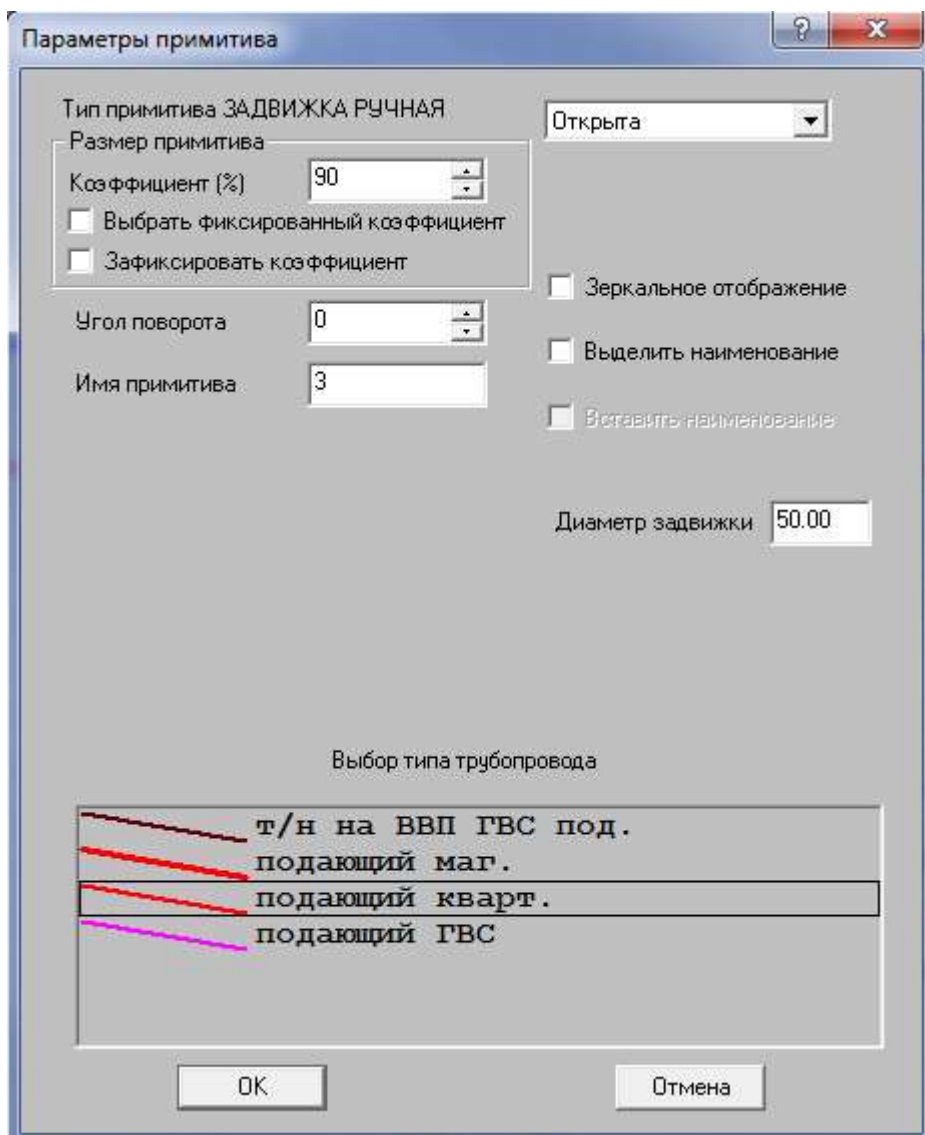 Параметры примитива
Тип примитива ЗАДВИЖКА РУЧНАЯ
Открыта
Размер примитива
Коэффициент (%) 90
Выбрать фиксированный коэффициент
Зафиксировать коэффициент
Зеркальное отображение
Угол поворота 0
Выделить наименование
Имя примитива 3
Вставить наименование
Диаметр задвижки 50.00
Выбор типа трубопровода
т/н на ВВП ГВС под.
подающий маг.
подающий кварт.
подающий ГВС
OK Отмена